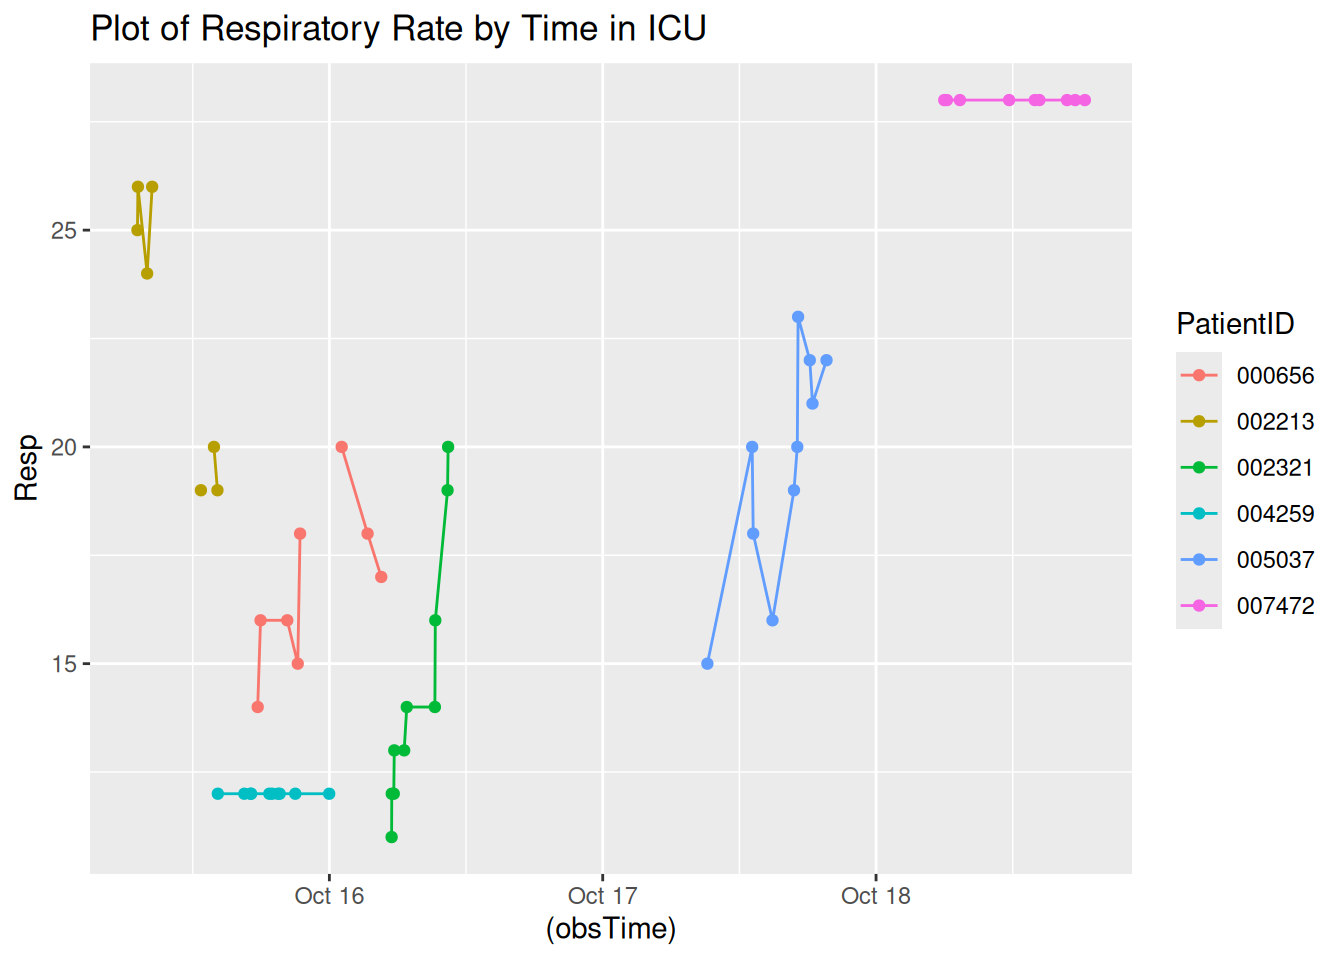 Plot of Respiratory Rate by Time in ICU
25
20
15
Resp
Oct 16
Oct 17
Oct 18
(obsTime)
PatientID
000656
002213
002321
004259
005037
007472